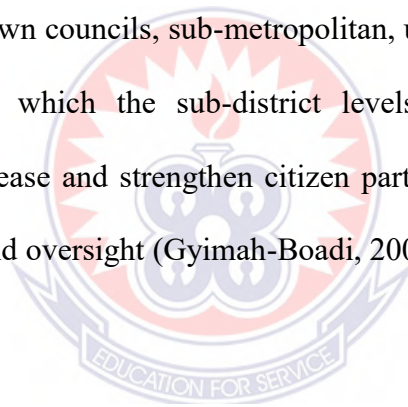 wn councils, sub-metropolitan, u
which the sub-district levels
ease and strengthen citizen part
d oversight (Gyimah-Boadi, 200
EDUCATION FOR SERVICE